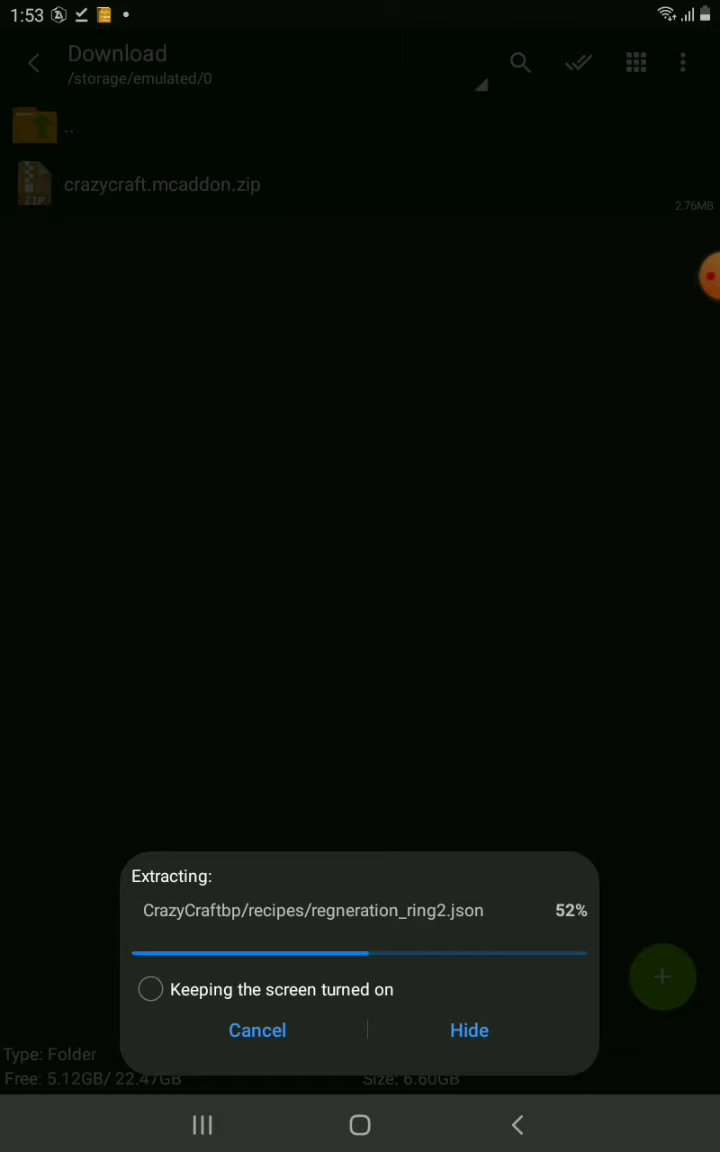 1:53
Download
/storage/emulated/0
..
crazycraft.mcaddon.zip
ZIP
2.76MB
Extracting:
CrazyCraftbp/recipes/regneration_ring2.json 52%
Keeping the screen turned on
Cancel Hide
Type: Folder
Free: 5.12GB/ 22.47GB Size: 6.60GB